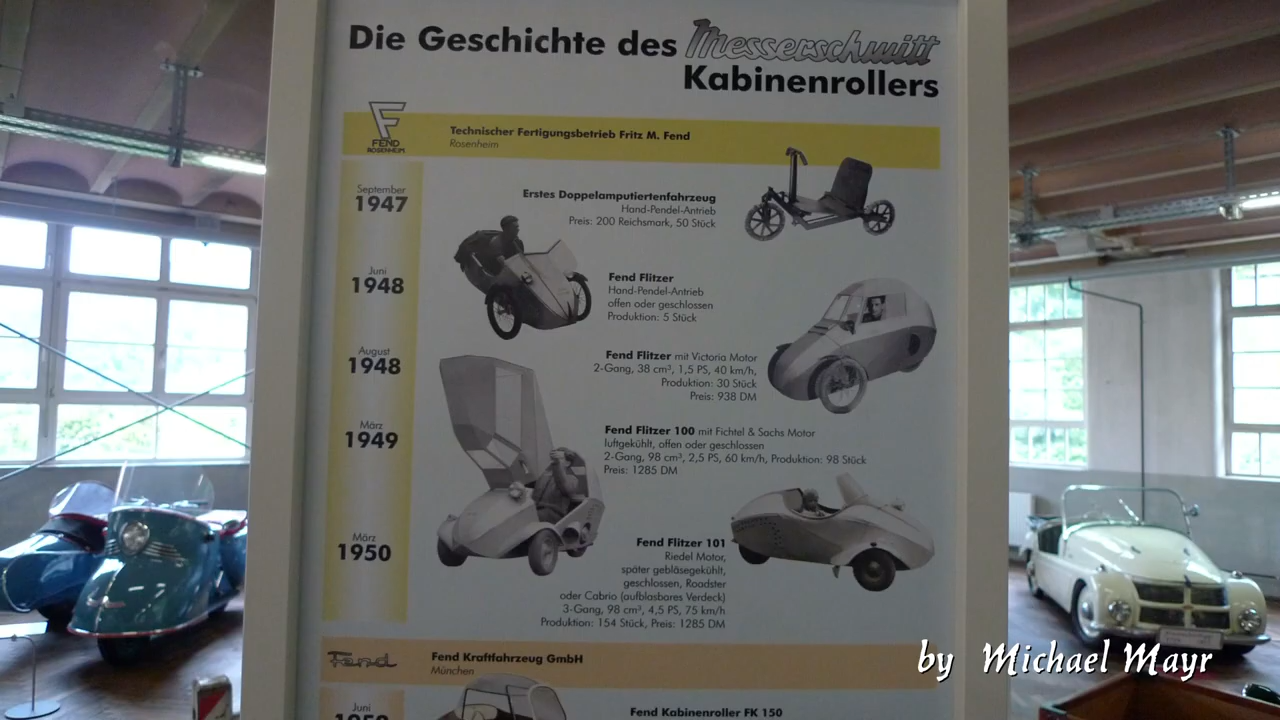 Die Geschichte des Messerschmitt
Kabinenrollers
F
FEND
ROSENHEIM
Technischer Fertigungsbetrieb Fritz M. Fend
Rosenheim
September
1947
Erstes Doppelamputiertenfahrzeug
Hand-Pendel-Antrieb
Preis: 200 Reichsmark, 50 Stück
Juni
1948
Fend Flitzer
Hand-Pendel-Antrieb
offen oder geschlossen
Produktion: 5 Stück
August
1948
Fend Flitzer mit Victoria Motor
2-Gang, 38 cm³, 1,5 PS, 40 km/h,
Produktion: 30 Stück
Preis: 938 DM
März
1949
Fend Flitzer 100 mit Fichtel & Sachs Motor
luftgekühlt, offen oder geschlossen
2-Gang, 98 cm³, 2,5 PS, 60 km/h, Produktion: 98 Stück
Preis: 1285 DM
März
1950
Fend Flitzer 101
Riedel Motor,
später gebläsegekühlt,
geschlossen, Roadster
oder Cabrio (aufblasbares Verdeck)
3-Gang, 98 cm³, 4,5 PS, 75 km/h
Produktion: 154 Stück, Preis: 1285 DM
Fend
Fend Kraftfahrzeug GmbH
München
Juni
Fend Kabinenroller FK 150
by Michael Mayr